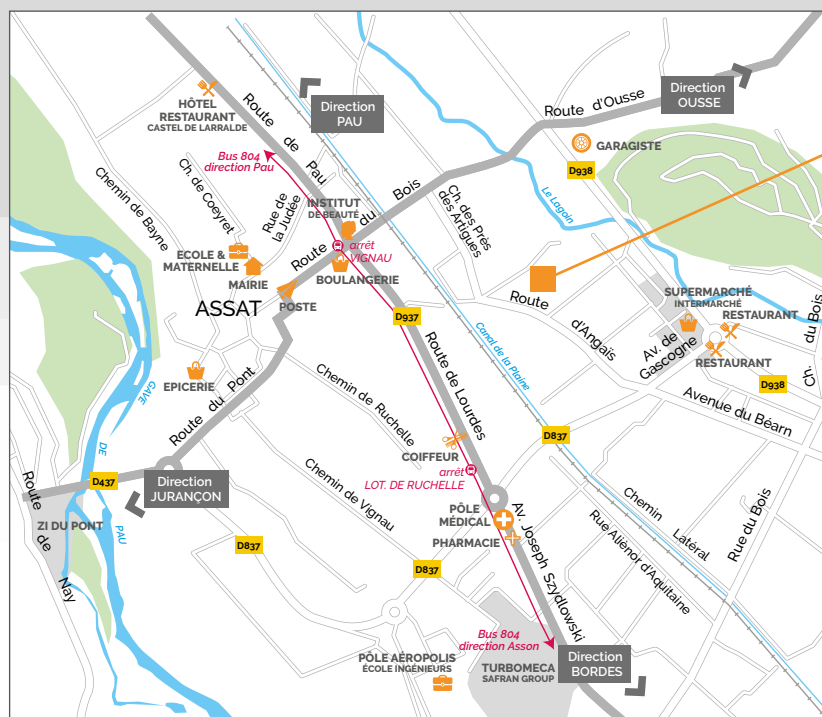 HÔTEL
RESTAURANT
CASTEL DE LARRALDE
Route de Pau
Direction
PAU
Direction
OUSSE
Route d'Ousse
GARAGISTE
D938
Le Lagoin
Bus 804
direction Pau
Ch. de Coeyret
Rue de
la Judée
Chemin de Bayne
INSTITUT
DE BEAUTÉ
Route du Bois
Ch. des Près
des Artigues
ECOLE &
MATERNELLE
MAIRIE
arrêt
VIGNAU
BOULANGERIE
POSTE
ASSAT
D937
Route d'Angais
SUPERMARCHÉ
INTERMARCHÉ
RESTAURANT
RESTAURANT
Av. de
Gascogne
Ch. du Bois
D938
Avenue du Béarn
Canal de la Plaine
Route de Lourdes
EPICERIE
Route du Pont
Chemin de Ruchelle
COIFFEUR
arrêt
LOT. DE RUCHELLE
D837
GAVE DE PAU
Route de Nay
D437
Direction
JURANÇON
ZI DU PONT
Chemin de Vignau
D837
D837
PÔLE
MÉDICAL
PHARMACIE
Av. Joseph Szydlowski
Chemin Latéral
Rue Aliènor d'Aquitaine
Rue du Bois
Bus 804
direction Asson
PÔLE AÉROPOLIS
ÉCOLE INGÉNIEURS
TURBOMECA
SAFRAN GROUP
Direction
BORDES